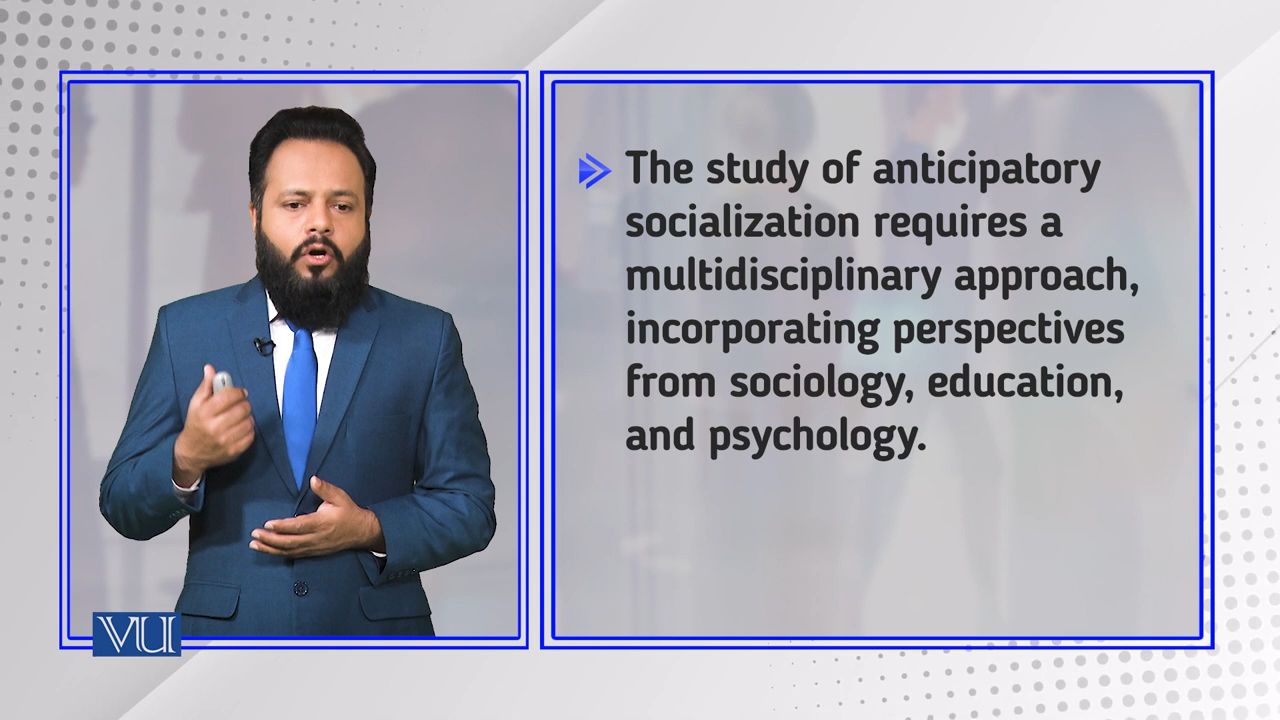 The study of anticipatory
socialization requires a
multidisciplinary approach,
incorporating perspectives
from sociology, education,
and psychology.
VU